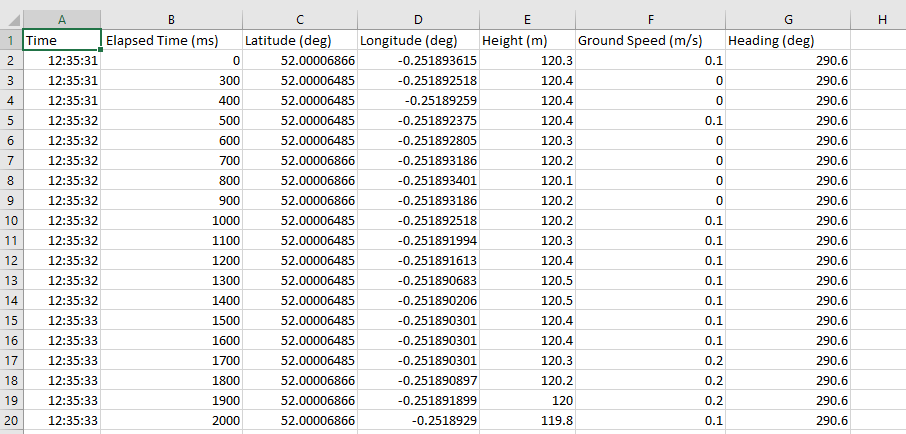 A B C D E F G H
1 Time Elapsed Time (ms) Latitude (deg) Longitude (deg) Height (m) Ground Speed (m/s) Heading (deg)
2 12:35:31 0 52.00006866 -0.251893615 120.3 0.1 290.6
3 12:35:31 300 52.00006485 -0.251892518 120.4 0 290.6
4 12:35:31 400 52.00006485 -0.25189259 120.4 0 290.6
5 12:35:32 500 52.00006485 -0.251892375 120.4 0.1 290.6
6 12:35:32 600 52.00006485 -0.251892805 120.3 0 290.6
7 12:35:32 700 52.00006866 -0.251893186 120.2 0 290.6
8 12:35:32 800 52.00006866 -0.251893401 120.1 0 290.6
9 12:35:32 900 52.00006866 -0.251893186 120.2 0 290.6
10 12:35:32 1000 52.00006485 -0.251892518 120.2 0.1 290.6
11 12:35:32 1100 52.00006485 -0.251891994 120.3 0.1 290.6
12 12:35:32 1200 52.00006485 -0.251891613 120.4 0.1 290.6
13 12:35:32 1300 52.00006485 -0.251890683 120.5 0.1 290.6
14 12:35:32 1400 52.00006485 -0.251890206 120.5 0.1 290.6
15 12:35:33 1500 52.00006485 -0.251890301 120.4 0.1 290.6
16 12:35:33 1600 52.00006485 -0.251890301 120.4 0.1 290.6
17 12:35:33 1700 52.00006485 -0.251890301 120.3 0.2 290.6
18 12:35:33 1800 52.00006866 -0.251890897 120.2 0.2 290.6
19 12:35:33 1900 52.00006866 -0.251891899 120 0.2 290.6
20 12:35:33 2000 52.00006866 -0.2518929 119.8 0.1 290.6